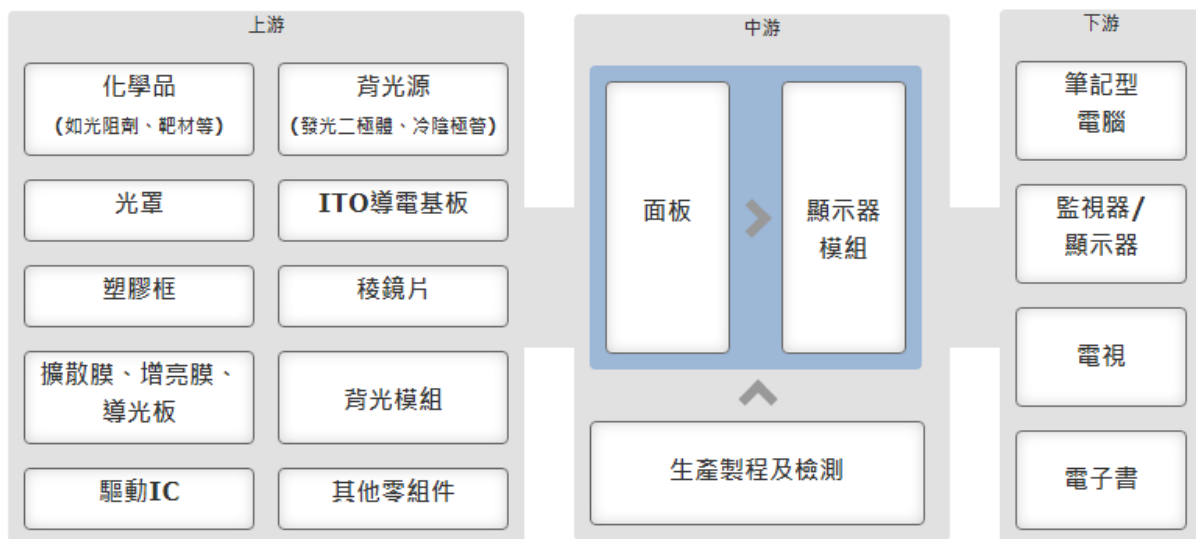 上游
化學品
(如光阻劑、靶材等)
背光源
(發光二極體、冷陰極管)
光罩
ITO導電基板
塑膠框
稜鏡片
擴散膜、增亮膜、
導光板
背光模組
驅動IC
其他零組件
中游
面板
顯示器
模組
生產製程及檢測
下游
筆記型
電腦
監視器/
顯示器
電視
電子書